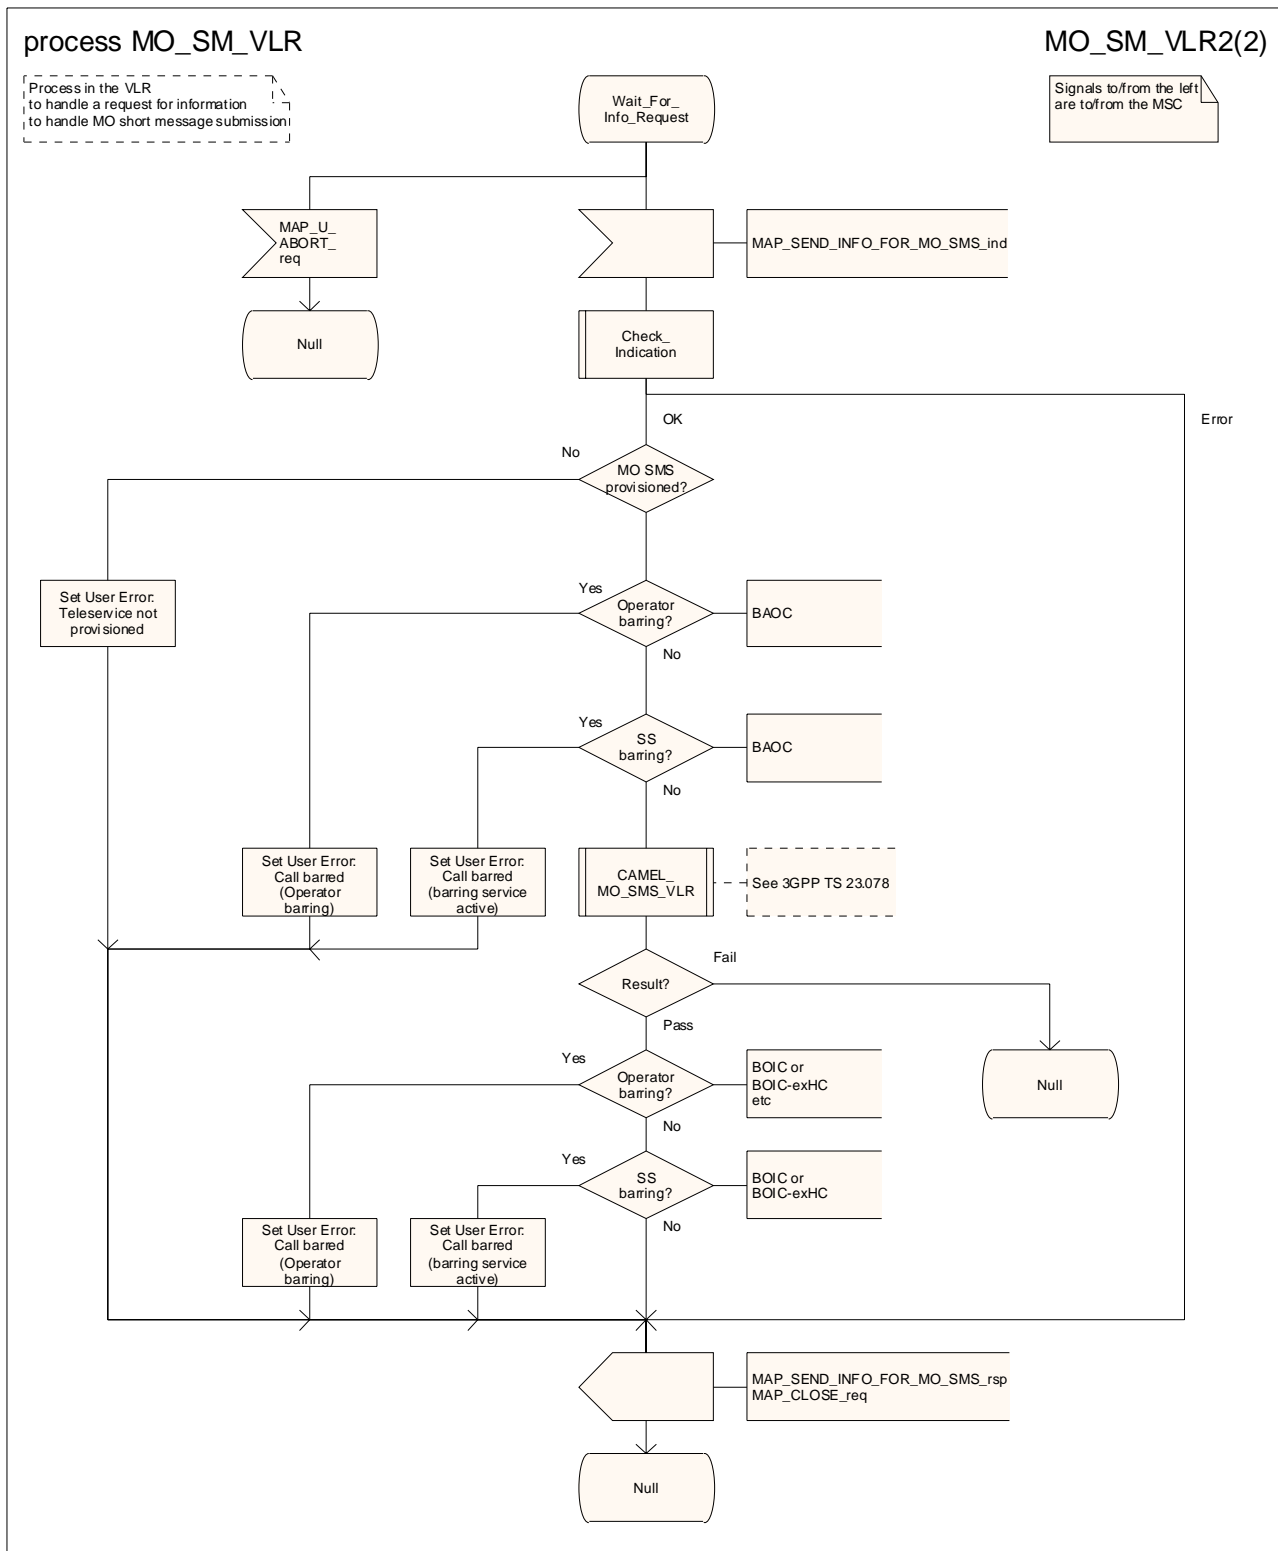 process MO_SM_VLR
MO_SM_VLR2(2)
Process in the VLR
to handle a request for information
to handle MO short message submission
Wait_For_
Info_Request
Signals to/from the left
are to/from the MSC
MAP_U_
ABORT_
req
MAP_SEND_INFO_FOR_MO_SMS_ind
Null
Check_
Indication
OK
Error
No
MO SMS
provisioned?
Set User Error:
Teleservice not
provisioned
Yes
Operator
barring?
BAOC
No
Yes
SS
barring?
BAOC
No
Set User Error:
Call barred
(Operator
barring)
Set User Error:
Call barred
(barring service
active)
CAMEL_
MO_SMS_VLR
See 3GPP TS 23.078
Result?
Fail
Pass
Null
Yes
Operator
barring?
BOIC or
BOIC-exHC
etc
No
Yes
SS
barring?
BOIC or
BOIC-exHC
No
Set User Error:
Call barred
(Operator
barring)
Set User Error:
Call barred
(barring service
active)
MAP_SEND_INFO_FOR_MO_SMS_rsp
MAP_CLOSE_req
Null